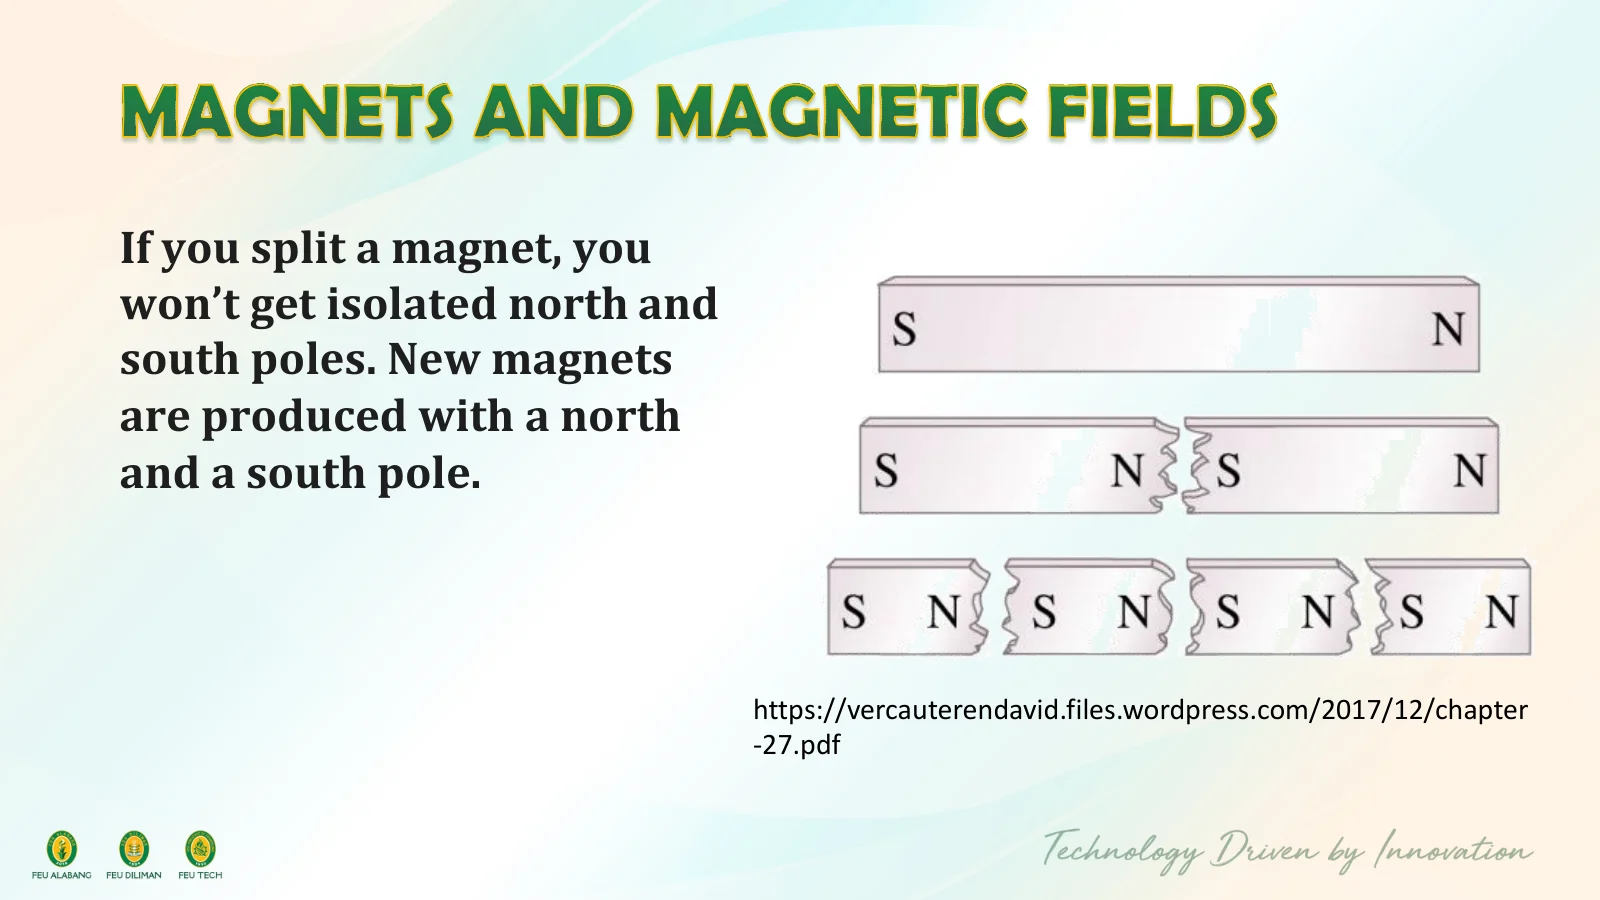 MAGNETS AND MAGNETIC FIELDS
If you split a magnet, you
won’t get isolated north and
south poles. New magnets
are produced with a north
and a south pole.
S N
S N S N
S N S N S N S N
https://vercauterendavid.files.wordpress.com/2017/12/chapter
-27.pdf
FEU ALABANG FEU DILIMAN FEU TECH
Technology Driven by Innovation